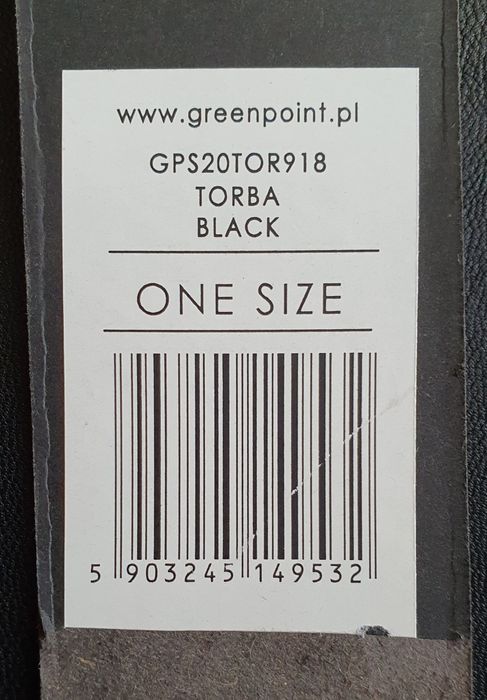 www.greenpoint.pl
GPS20TOR918
TORBA
BLACK
ONE SIZE
5 903245 149532